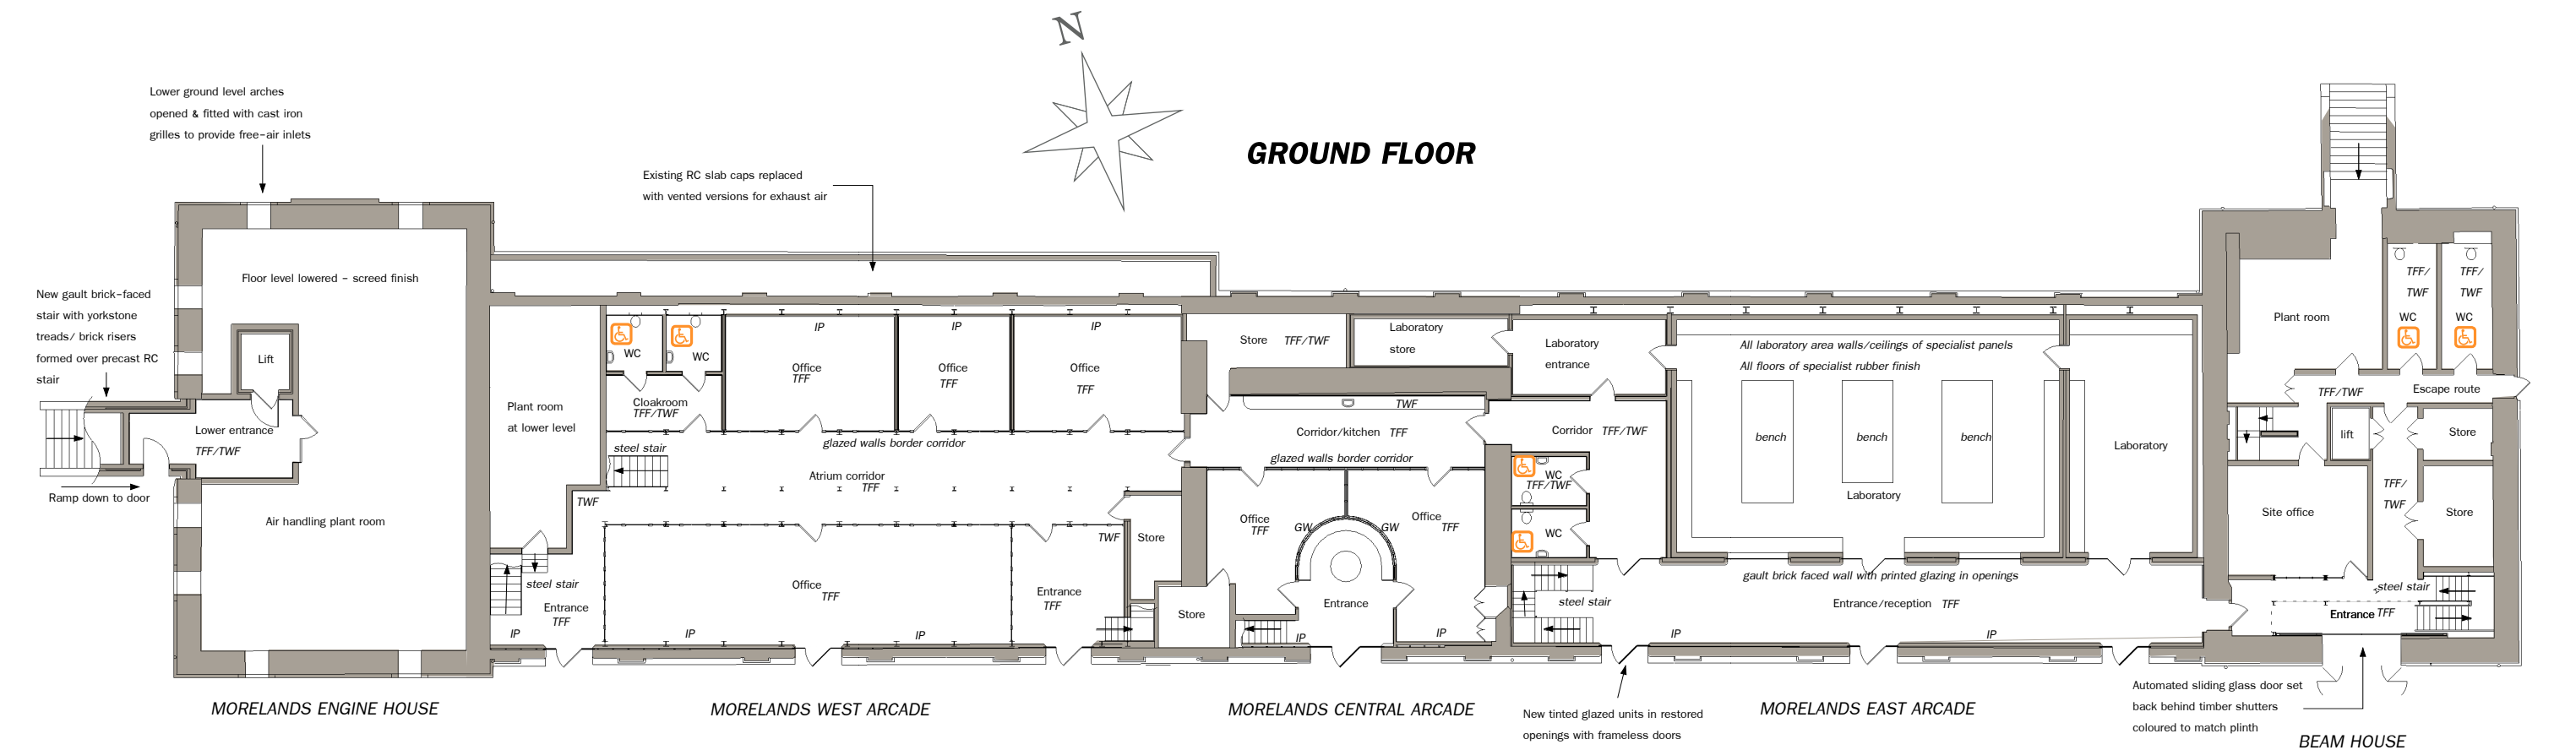 N
GROUND FLOOR
Lower ground level arches
opened & fitted with cast iron
grilles to provide free-air inlets
Existing RC slab caps replaced
with vented versions for exhaust air
New gault brick-faced
stair with yorkstone
treads/ brick risers
formed over precast RC
stair
Ramp down to door
Floor level lowered - screed finish
Lift
Lower entrance
TFF/TWF
Air handling plant room
Plant room
at lower level
WC
WC
Cloakroom
TFF/TWF
IP
Office
TFF
IP
Office
TFF
IP
Office
TFF
steel stair
glazed walls border corridor
Atrium corridor
TFF
TWF
steel stair
Entrance
TFF
IP
Office
TFF
IP
IP
Entrance
TFF
TWF
Store
Store
Store TFF/TWF
Laboratory
store
TWF
Corridor/kitchen TFF
glazed walls border corridor
Office
TFF
GW
GW
Office
TFF
Entrance
IP
IP
Laboratory
entrance
Corridor TFF/TWF
WC
TFF/TWF
WC
steel stair
All laboratory area walls/ceilings of specialist panels
All floors of specialist rubber finish
bench
bench
bench
Laboratory
Laboratory
gault brick faced wall with printed glazing in openings
Entrance/reception TFF
IP
IP
Plant room
TFF/
TWF
WC
TFF/
TWF
WC
TFF/TWF
Escape route
lift
Store
Site office
TFF/
TWF
Store
steel stair
Entrance TFF
New tinted glazed units in restored
openings with frameless doors
Automated sliding glass door set
back behind timber shutters
coloured to match plinth
MORELANDS ENGINE HOUSE
MORELANDS WEST ARCADE
MORELANDS CENTRAL ARCADE
MORELANDS EAST ARCADE
BEAM HOUSE